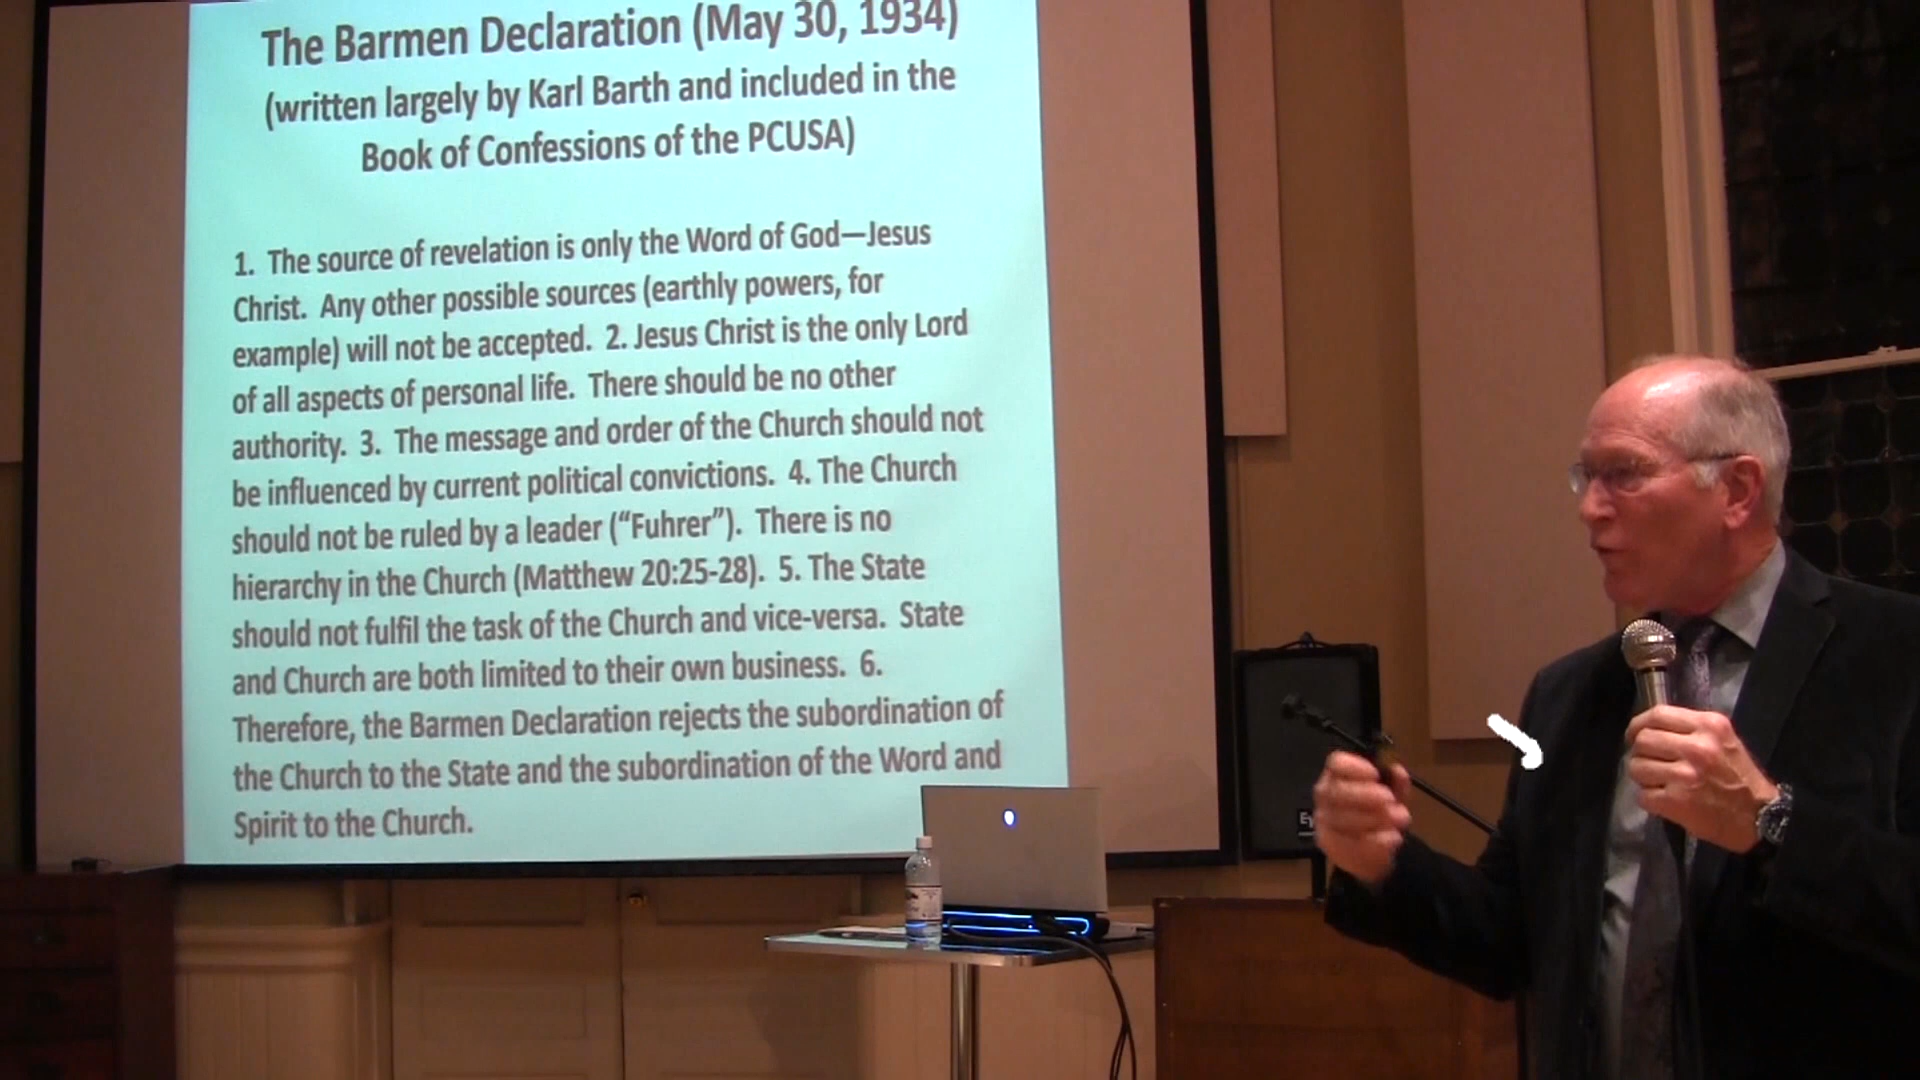 The Barmen Declaration (May 30, 1934)
(written largely by Karl Barth and included in the
Book of Confessions of the PCUSA)
1. The source of revelation is only the Word of God—Jesus
Christ. Any other possible sources (earthly powers, for
example) will not be accepted. 2. Jesus Christ is the only Lord
of all aspects of personal life. There should be no other
authority. 3. The message and order of the Church should not
be influenced by current political convictions. 4. The Church
should not be ruled by a leader (“Fuhrer”). There is no
hierarchy in the Church (Matthew 20:25-28). 5. The State
should not fulfil the task of the Church and vice-versa. State
and Church are both limited to their own business. 6.
Therefore, the Barmen Declaration rejects the subordination of
the Church to the State and the subordination of the Word and
Spirit to the Church.